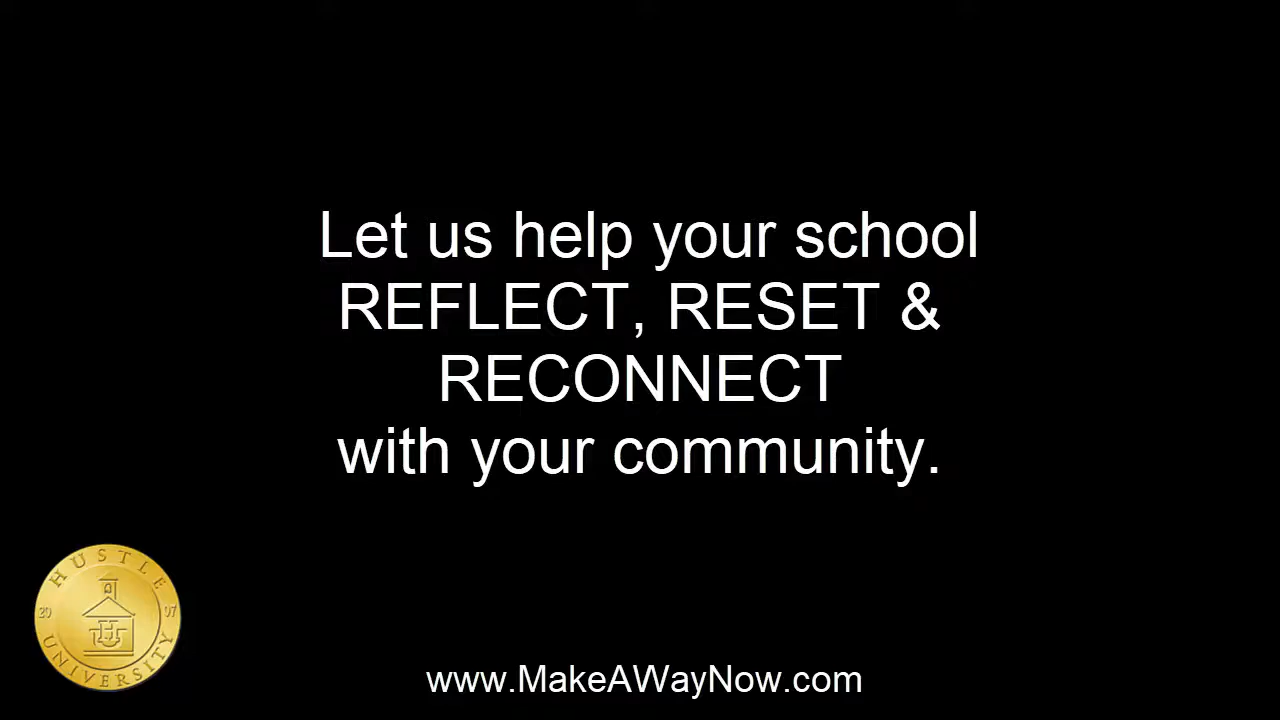 Let us help your school
REFLECT, RESET &
RECONNECT
with your community.
HUSTLE
20 07
UNIVERSITY
www.MakeAWayNow.com